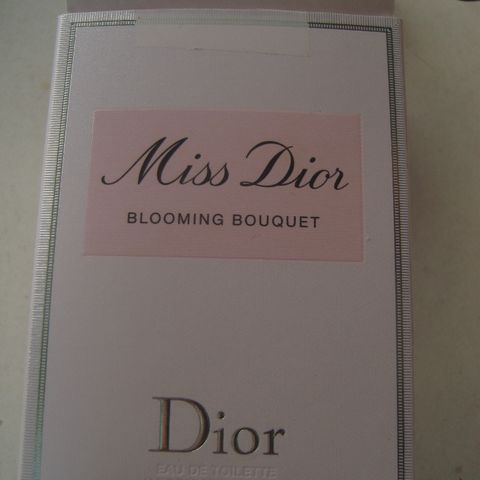 Miss Dior
BLOOMING BOUQUET
Dior
EAU DE TOILETTE